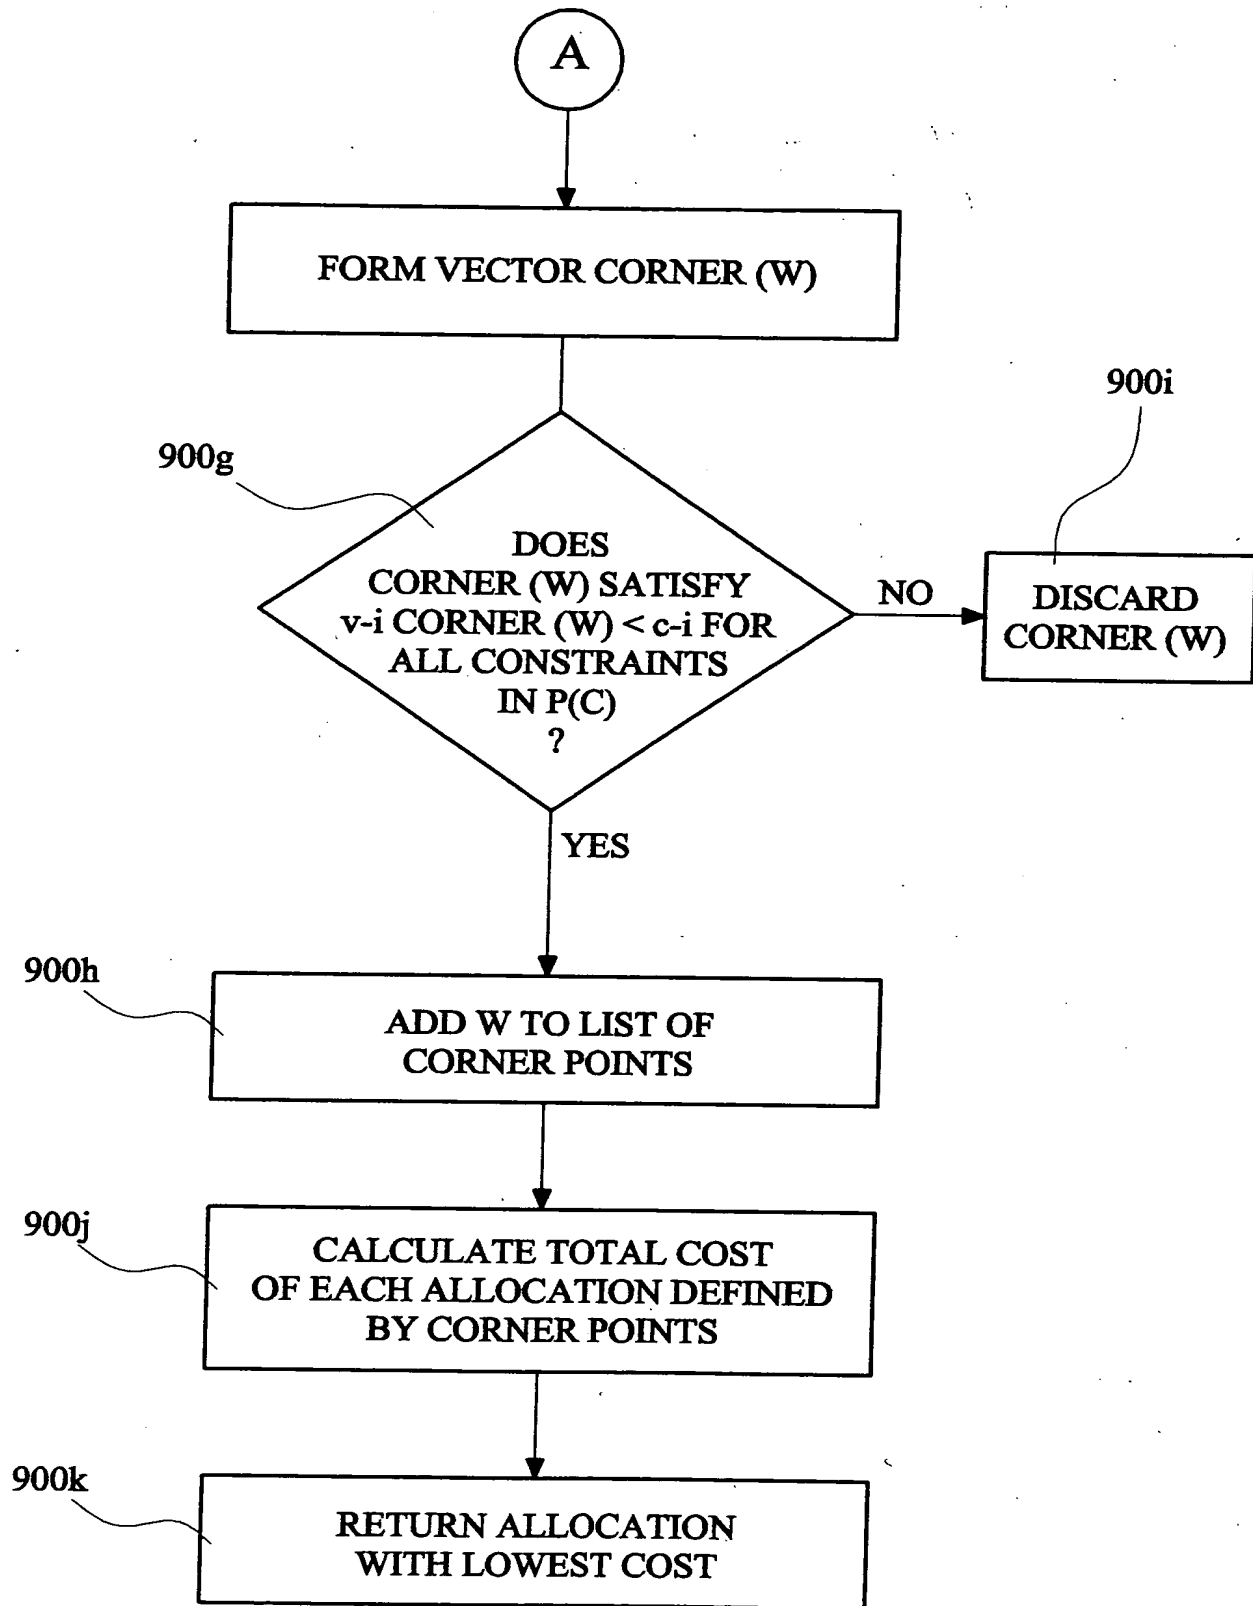 A
FORM VECTOR CORNER (W)
900i
900g
DOES
CORNER (W) SATISFY
v-i CORNER (W) < c-i FOR
ALL CONSTRAINTS
IN P(C)
?
NO
DISCARD
CORNER (W)
YES
900h
ADD W TO LIST OF
CORNER POINTS
900j
CALCULATE TOTAL COST
OF EACH ALLOCATION DEFINED
BY CORNER POINTS
900k
RETURN ALLOCATION
WITH LOWEST COST